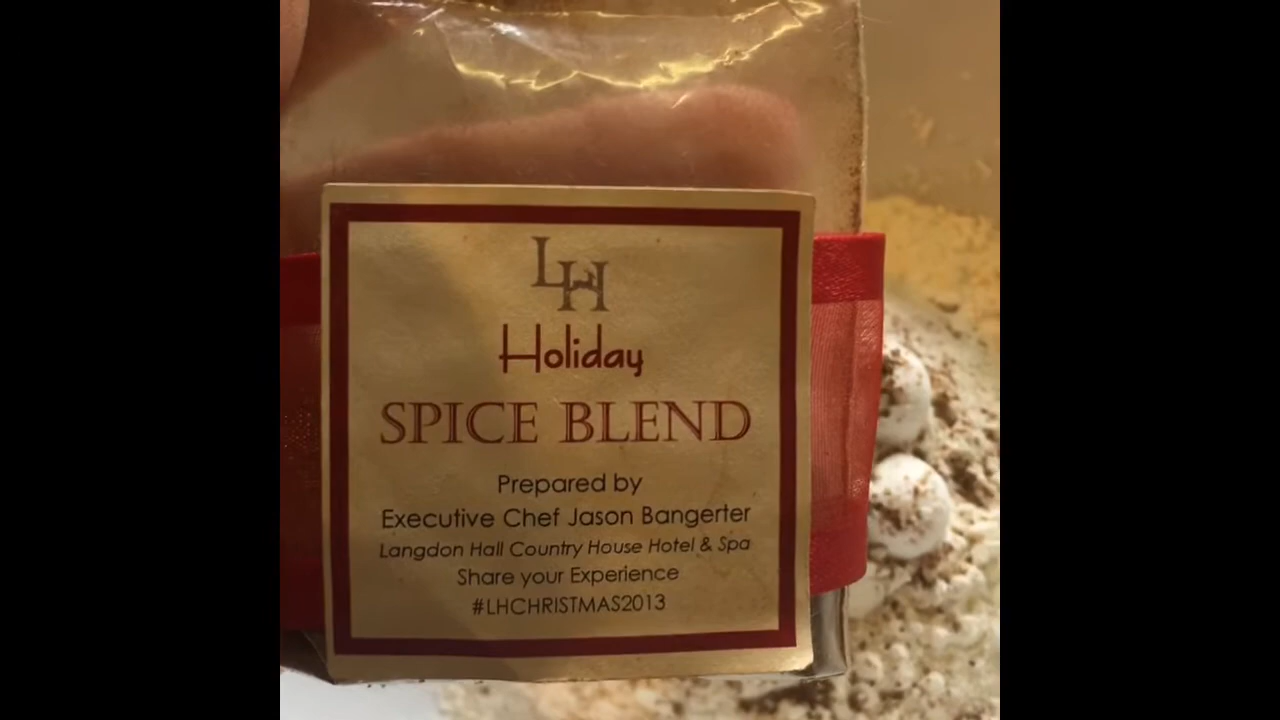 LH
Holiday
SPICE BLEND
Prepared by
Executive Chef Jason Bangerter
Langdon Hall Country House Hotel & Spa
Share your Experience
#LHCHRISTMAS2013